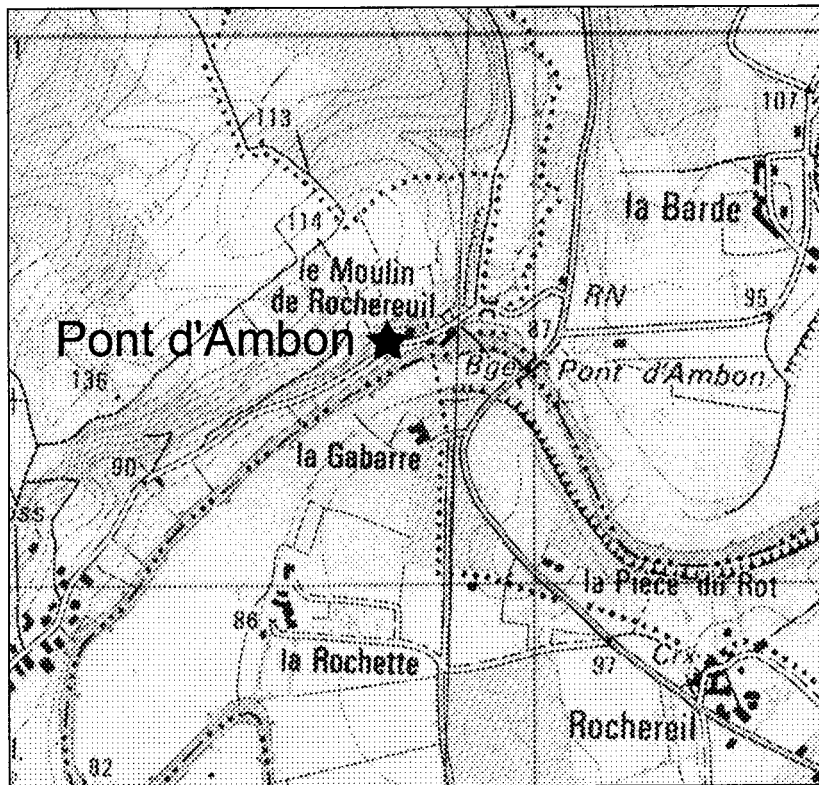 107
113
la Barde
114
le Moulin
de Rochereuil
RN
95
Pont d'Ambon
87
Bge Pont d'Ambon
136
la Gabarre
90
la Pièce du Rot
86
la Rochette
97
Crx
Rochereil
82